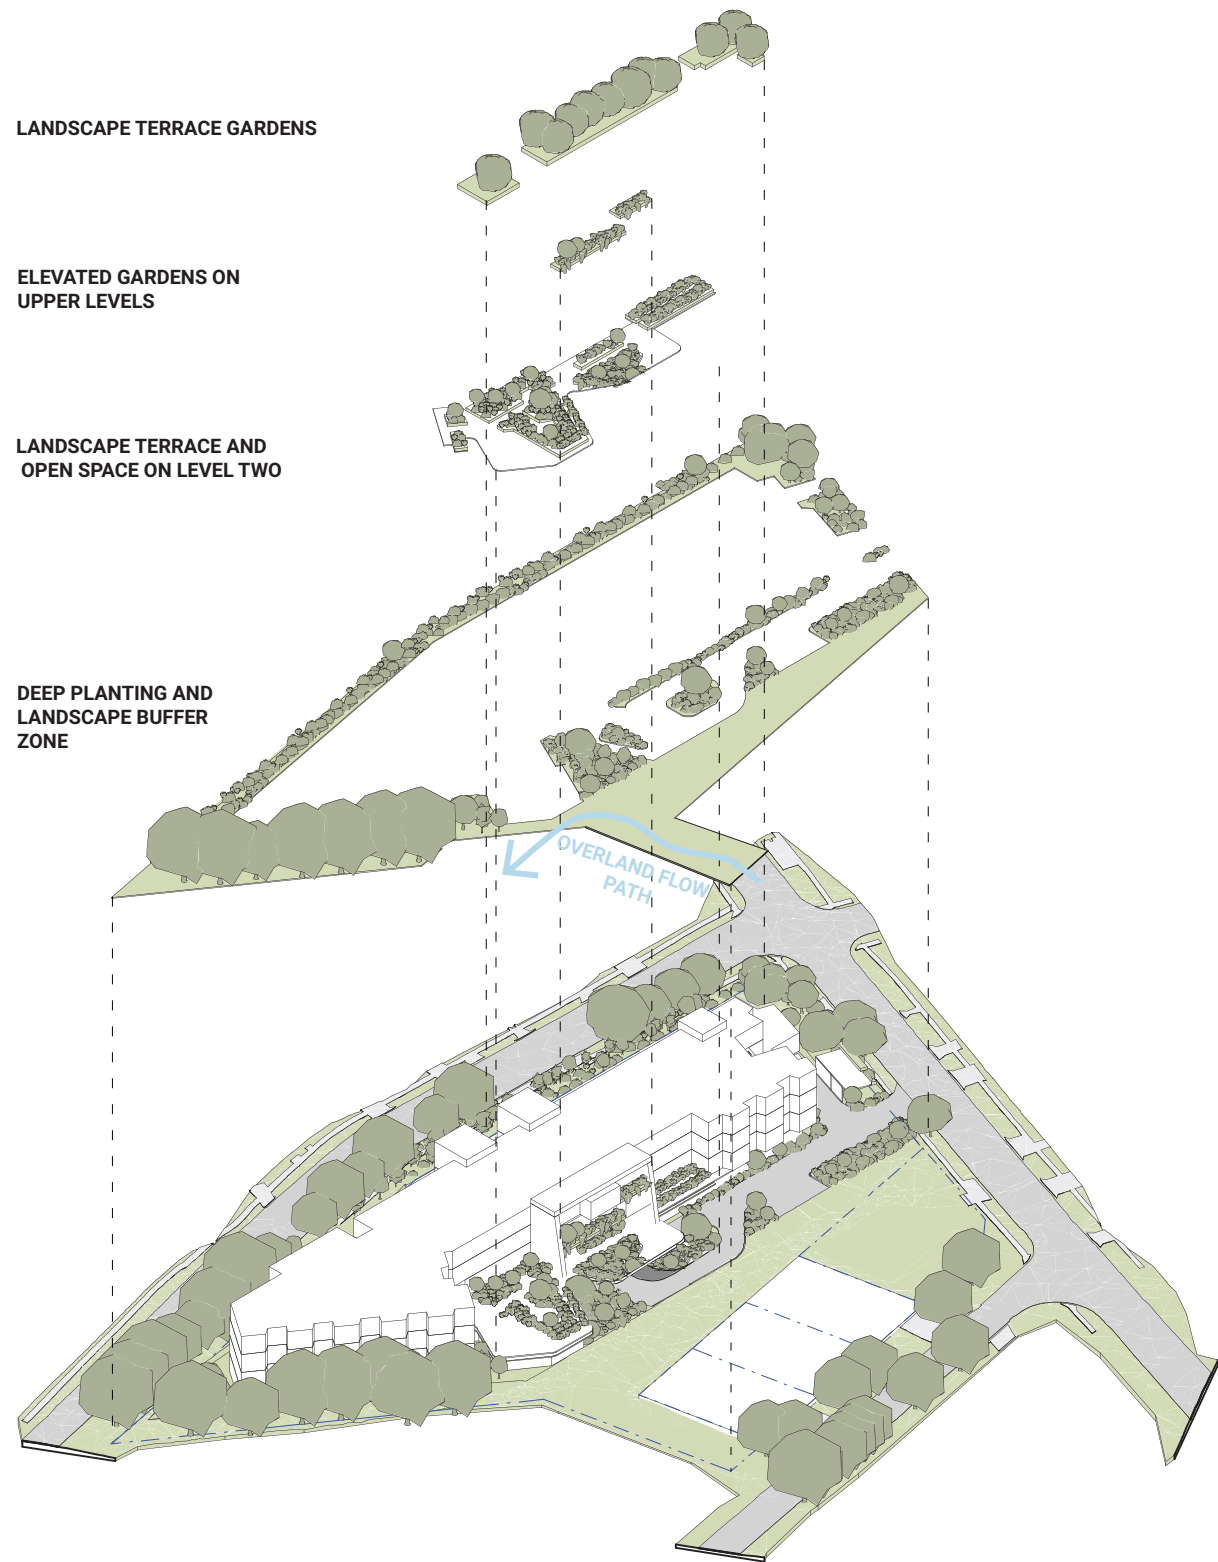 LANDSCAPE TERRACE GARDENS
ELEVATED GARDENS ON
UPPER LEVELS
LANDSCAPE TERRACE AND
OPEN SPACE ON LEVEL TWO
DEEP PLANTING AND
LANDSCAPE BUFFER
ZONE
OVERLAND FLOW
PATH